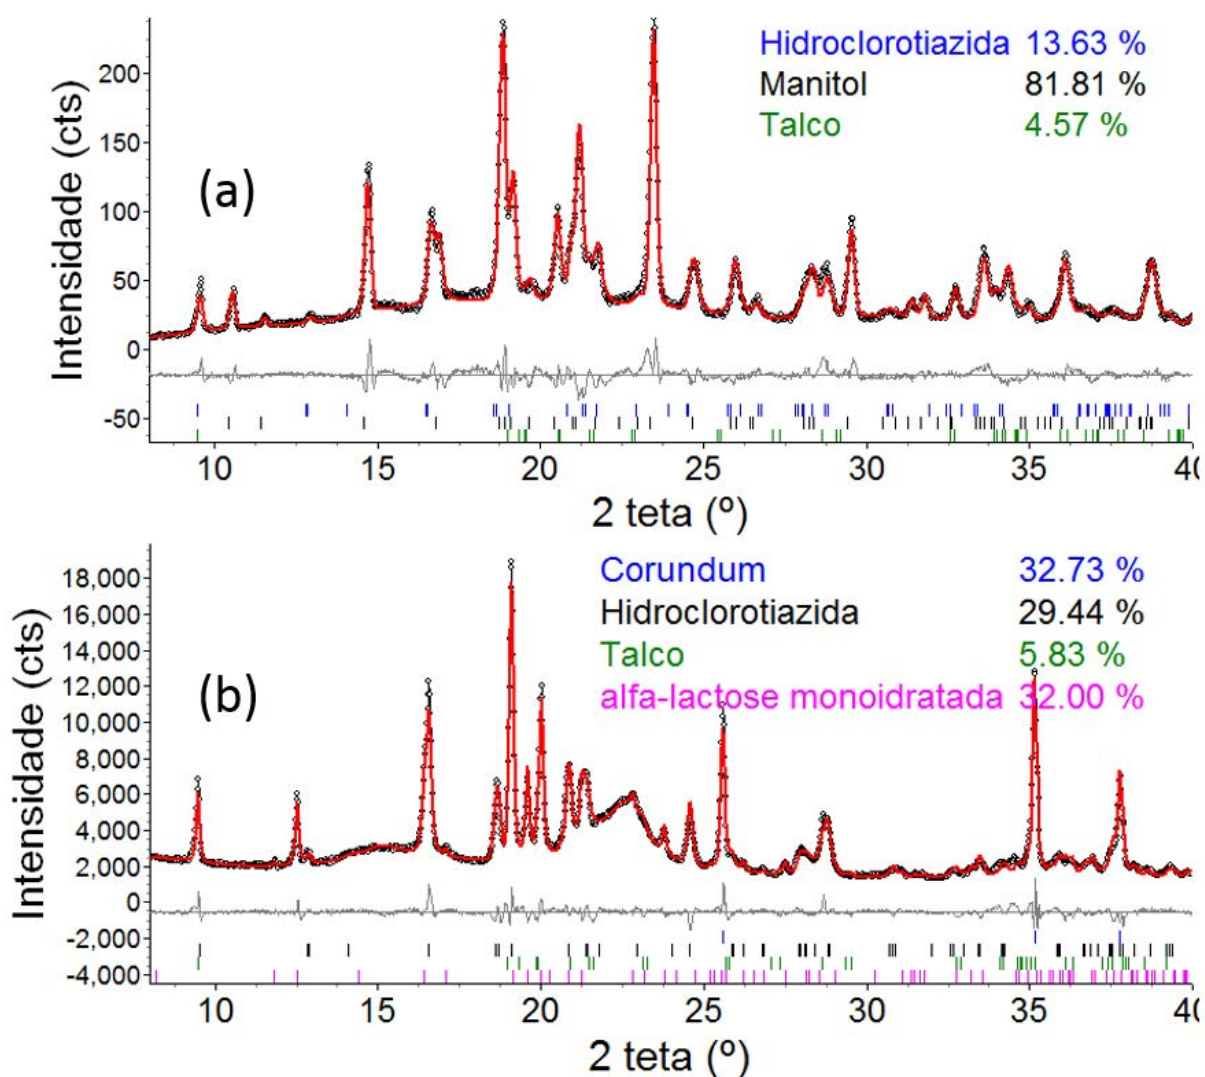 Hidroclorotiazida 13.63 %
Manitol 81.81 %
Talco 4.57 %
(a)
Intensidade (cts)
200
150
100
50
0
-50
10 15 20 25 30 35 40
2 teta (º)
Corundum 32.73 %
Hidroclorotiazida 29.44 %
Talco 5.83 %
alfa-lactose monoidratada 32.00 %
(b)
Intensidade (cts)
18,000
16,000
14,000
12,000
10,000
8,000
6,000
4,000
2,000
0
-2,000
-4,000
10 15 20 25 30 35 40
2 teta (º)